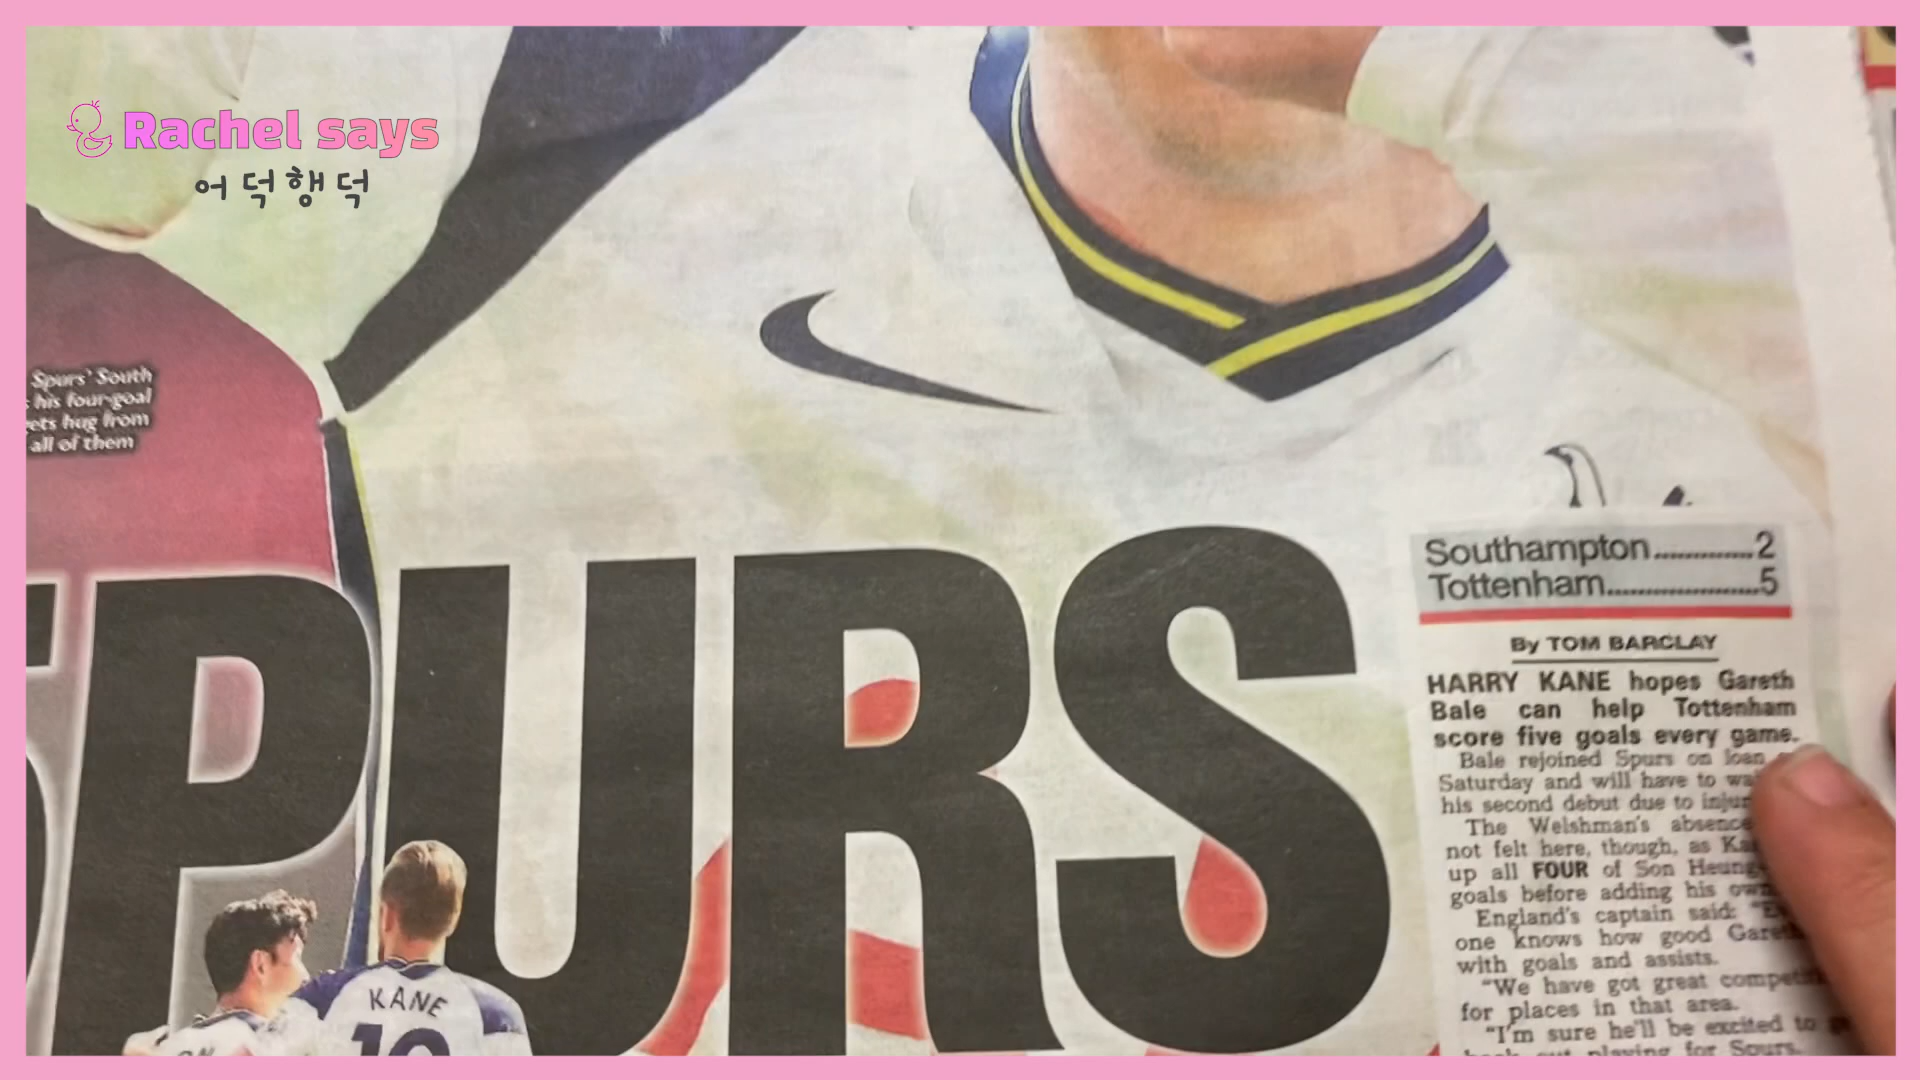 Rachel says
어덕행덕
Spurs' South
his four-goal
ets hug from
all of them
SPURS
KANE
10
Southampton.............2
Tottenham......................5
By TOM BARCLAY
HARRY KANE hopes Gareth
Bale can help Tottenham
score five goals every game.
Bale rejoined Spurs on loan
Saturday and will have to
his second debut due to
The Welshman's absence
not felt here, though, as
up all FOUR of Son Heung-
goals before adding his own
England's captain said:
one knows how good
with goals and assists.
"We have got great
for places in that area.
"I'm sure he'll be excited to
playing for Spurs.